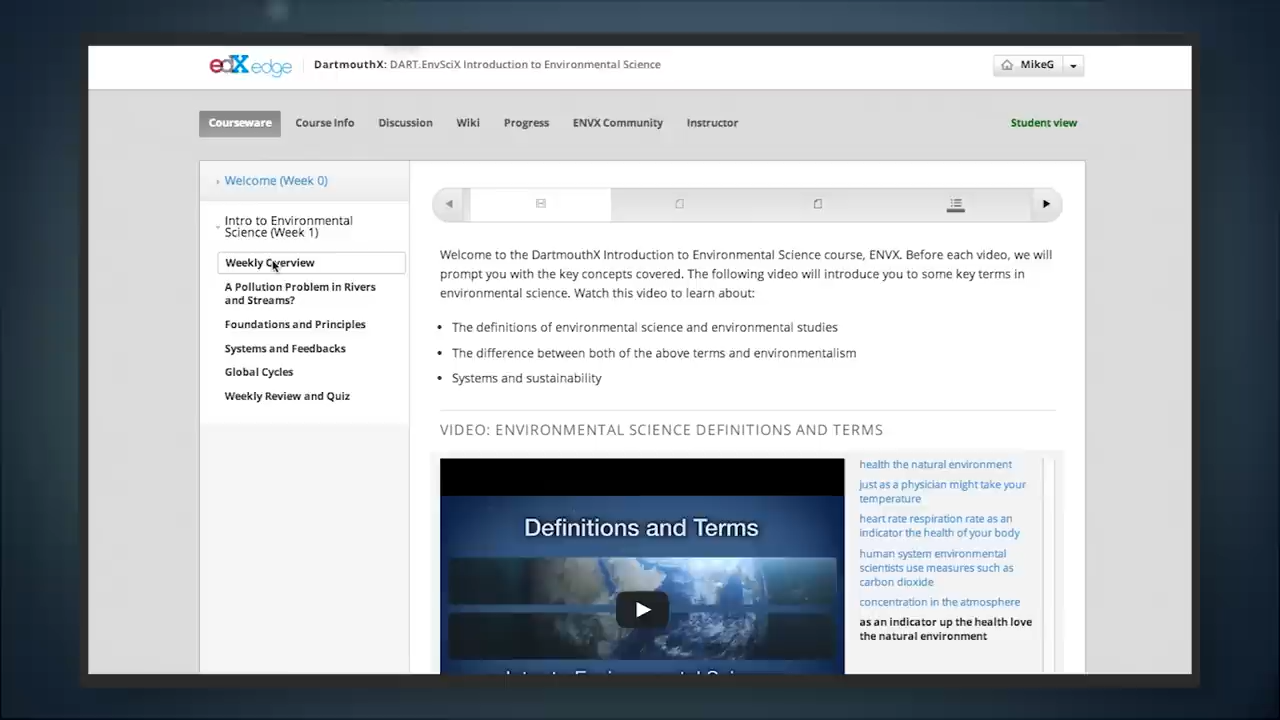 edX edge
DartmouthX: DART.EnvSciX Introduction to Environmental Science
MikeG
Courseware
Course Info
Discussion
Wiki
Progress
ENVX Community
Instructor
Student view
Welcome (Week 0)
Intro to Environmental
Science (Week 1)
Weekly Overview
A Pollution Problem in Rivers
and Streams?
Foundations and Principles
Systems and Feedbacks
Global Cycles
Weekly Review and Quiz
Welcome to the DartmouthX Introduction to Environmental Science course, ENVX. Before each video, we will
prompt you with the key concepts covered. The following video will introduce you to some key terms in
environmental science. Watch this video to learn about:
• The definitions of environmental science and environmental studies
• The difference between both of the above terms and environmentalism
• Systems and sustainability
VIDEO: ENVIRONMENTAL SCIENCE DEFINITIONS AND TERMS
Definitions and Terms
health the natural environment
just as a physician might take your
temperature
heart rate respiration rate as an
indicator the health of your body
human system environmental
scientists use measures such as
carbon dioxide
concentration in the atmosphere
as an indicator up the health love
the natural environment